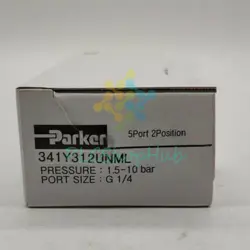 Parker
5Port 2Position
341Y312UNML
PRESSURE : 1.5-10 bar
PORT SIZE : G 1/4